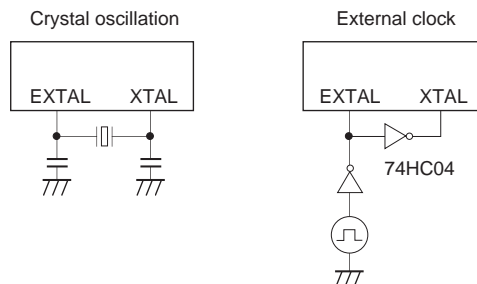 Crystal oscillation
EXTAL XTAL
External clock
EXTAL XTAL
74HC04